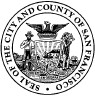 SEAL OF THE CITY AND COUNTY OF SAN FRANCISCO